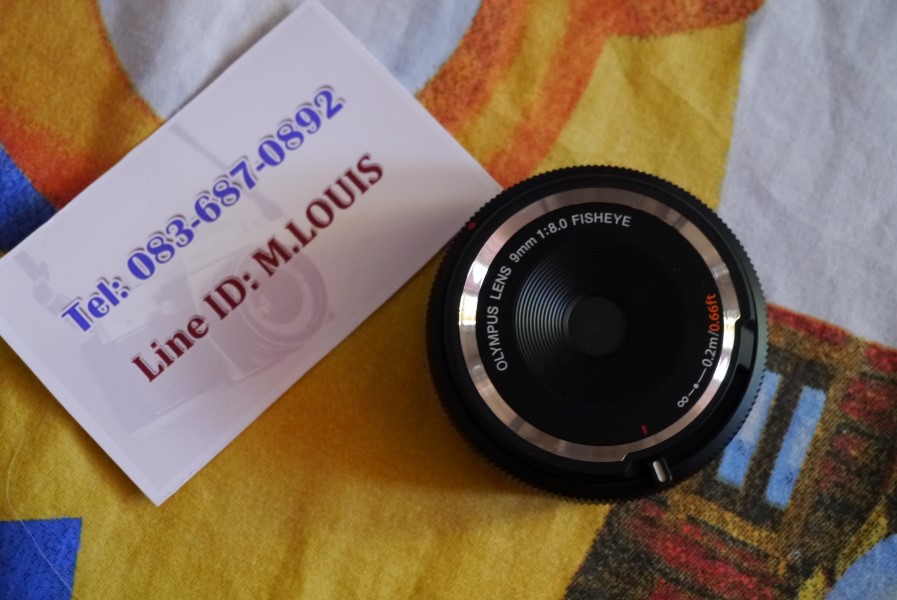 Tel: 083-687-0892
Line ID: M.LOUIS
OLYMPUS LENS 9mm 1:8.0 FISHEYE
∞—•—0.2m/0.66ft